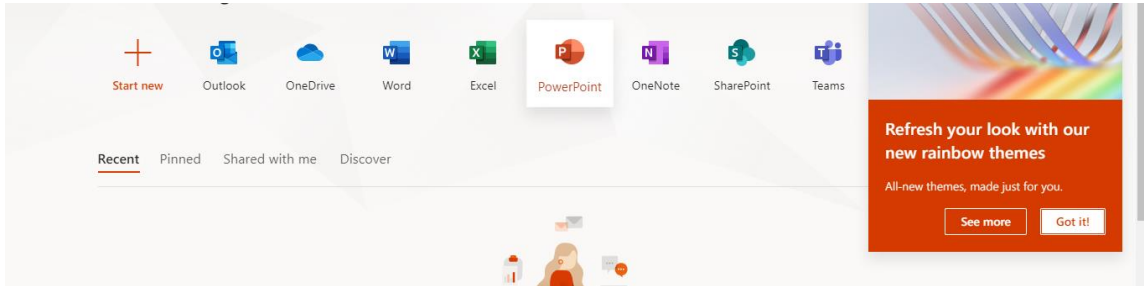 Start new Outlook OneDrive Word Excel PowerPoint OneNote SharePoint Teams
Recent Pinned Shared with me Discover
Refresh your look with our
new rainbow themes
All-new themes, made just for you.
See more Got it!